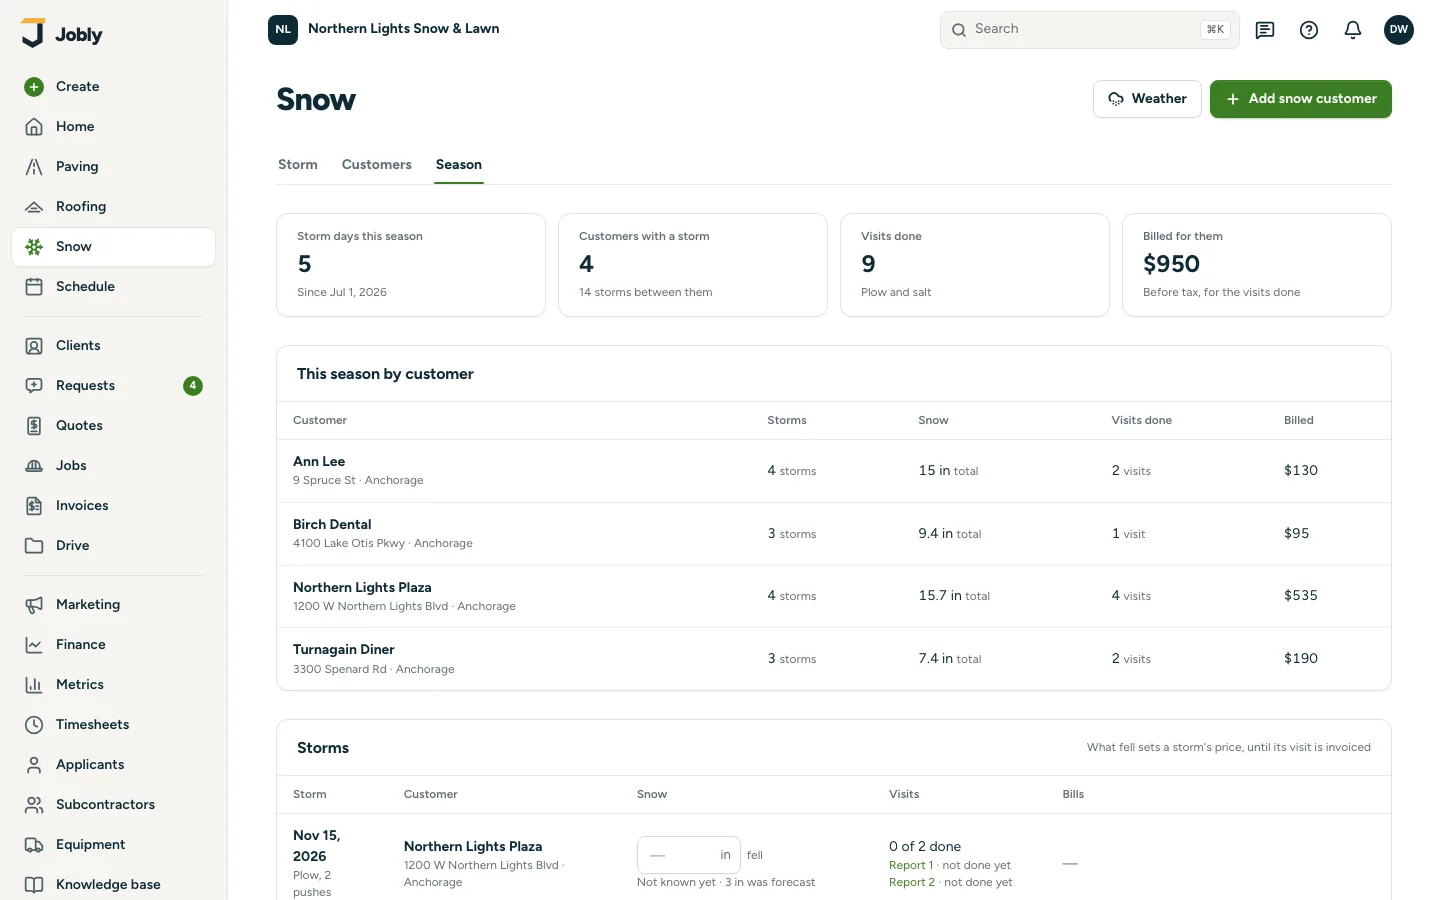 Jobly
NL
Northern Lights Snow & Lawn
Search
⌘K
DW
Create
Home
Paving
Roofing
Snow
Schedule
Clients
Requests
4
Quotes
Jobs
Invoices
Drive
Marketing
Finance
Metrics
Timesheets
Applicants
Subcontractors
Equipment
Knowledge base
Snow
Weather
Add snow customer
Storm
Customers
Season
Storm days this season
5
Since Jul 1, 2026
Customers with a storm
4
14 storms between them
Visits done
9
Plow and salt
Billed for them
$950
Before tax, for the visits done
This season by customer
Customer Storms Snow Visits done Billed
Ann Lee
9 Spruce St · Anchorage
4 storms 15 in total 2 visits $130
Birch Dental
4100 Lake Otis Pkwy · Anchorage
3 storms 9.4 in total 1 visit $95
Northern Lights Plaza
1200 W Northern Lights Blvd · Anchorage
4 storms 15.7 in total 4 visits $535
Turnagain Diner
3300 Spenard Rd · Anchorage
3 storms 7.4 in total 2 visits $190
Storms
What fell sets a storm's price, until its visit is invoiced
Storm Customer Snow Visits Bills
Nov 15,
2026
Plow, 2
pushes
Northern Lights Plaza
1200 W Northern Lights Blvd ·
Anchorage
— in fell
Not known yet · 3 in was forecast
0 of 2 done
Report 1 · not done yet
Report 2 · not done yet
—